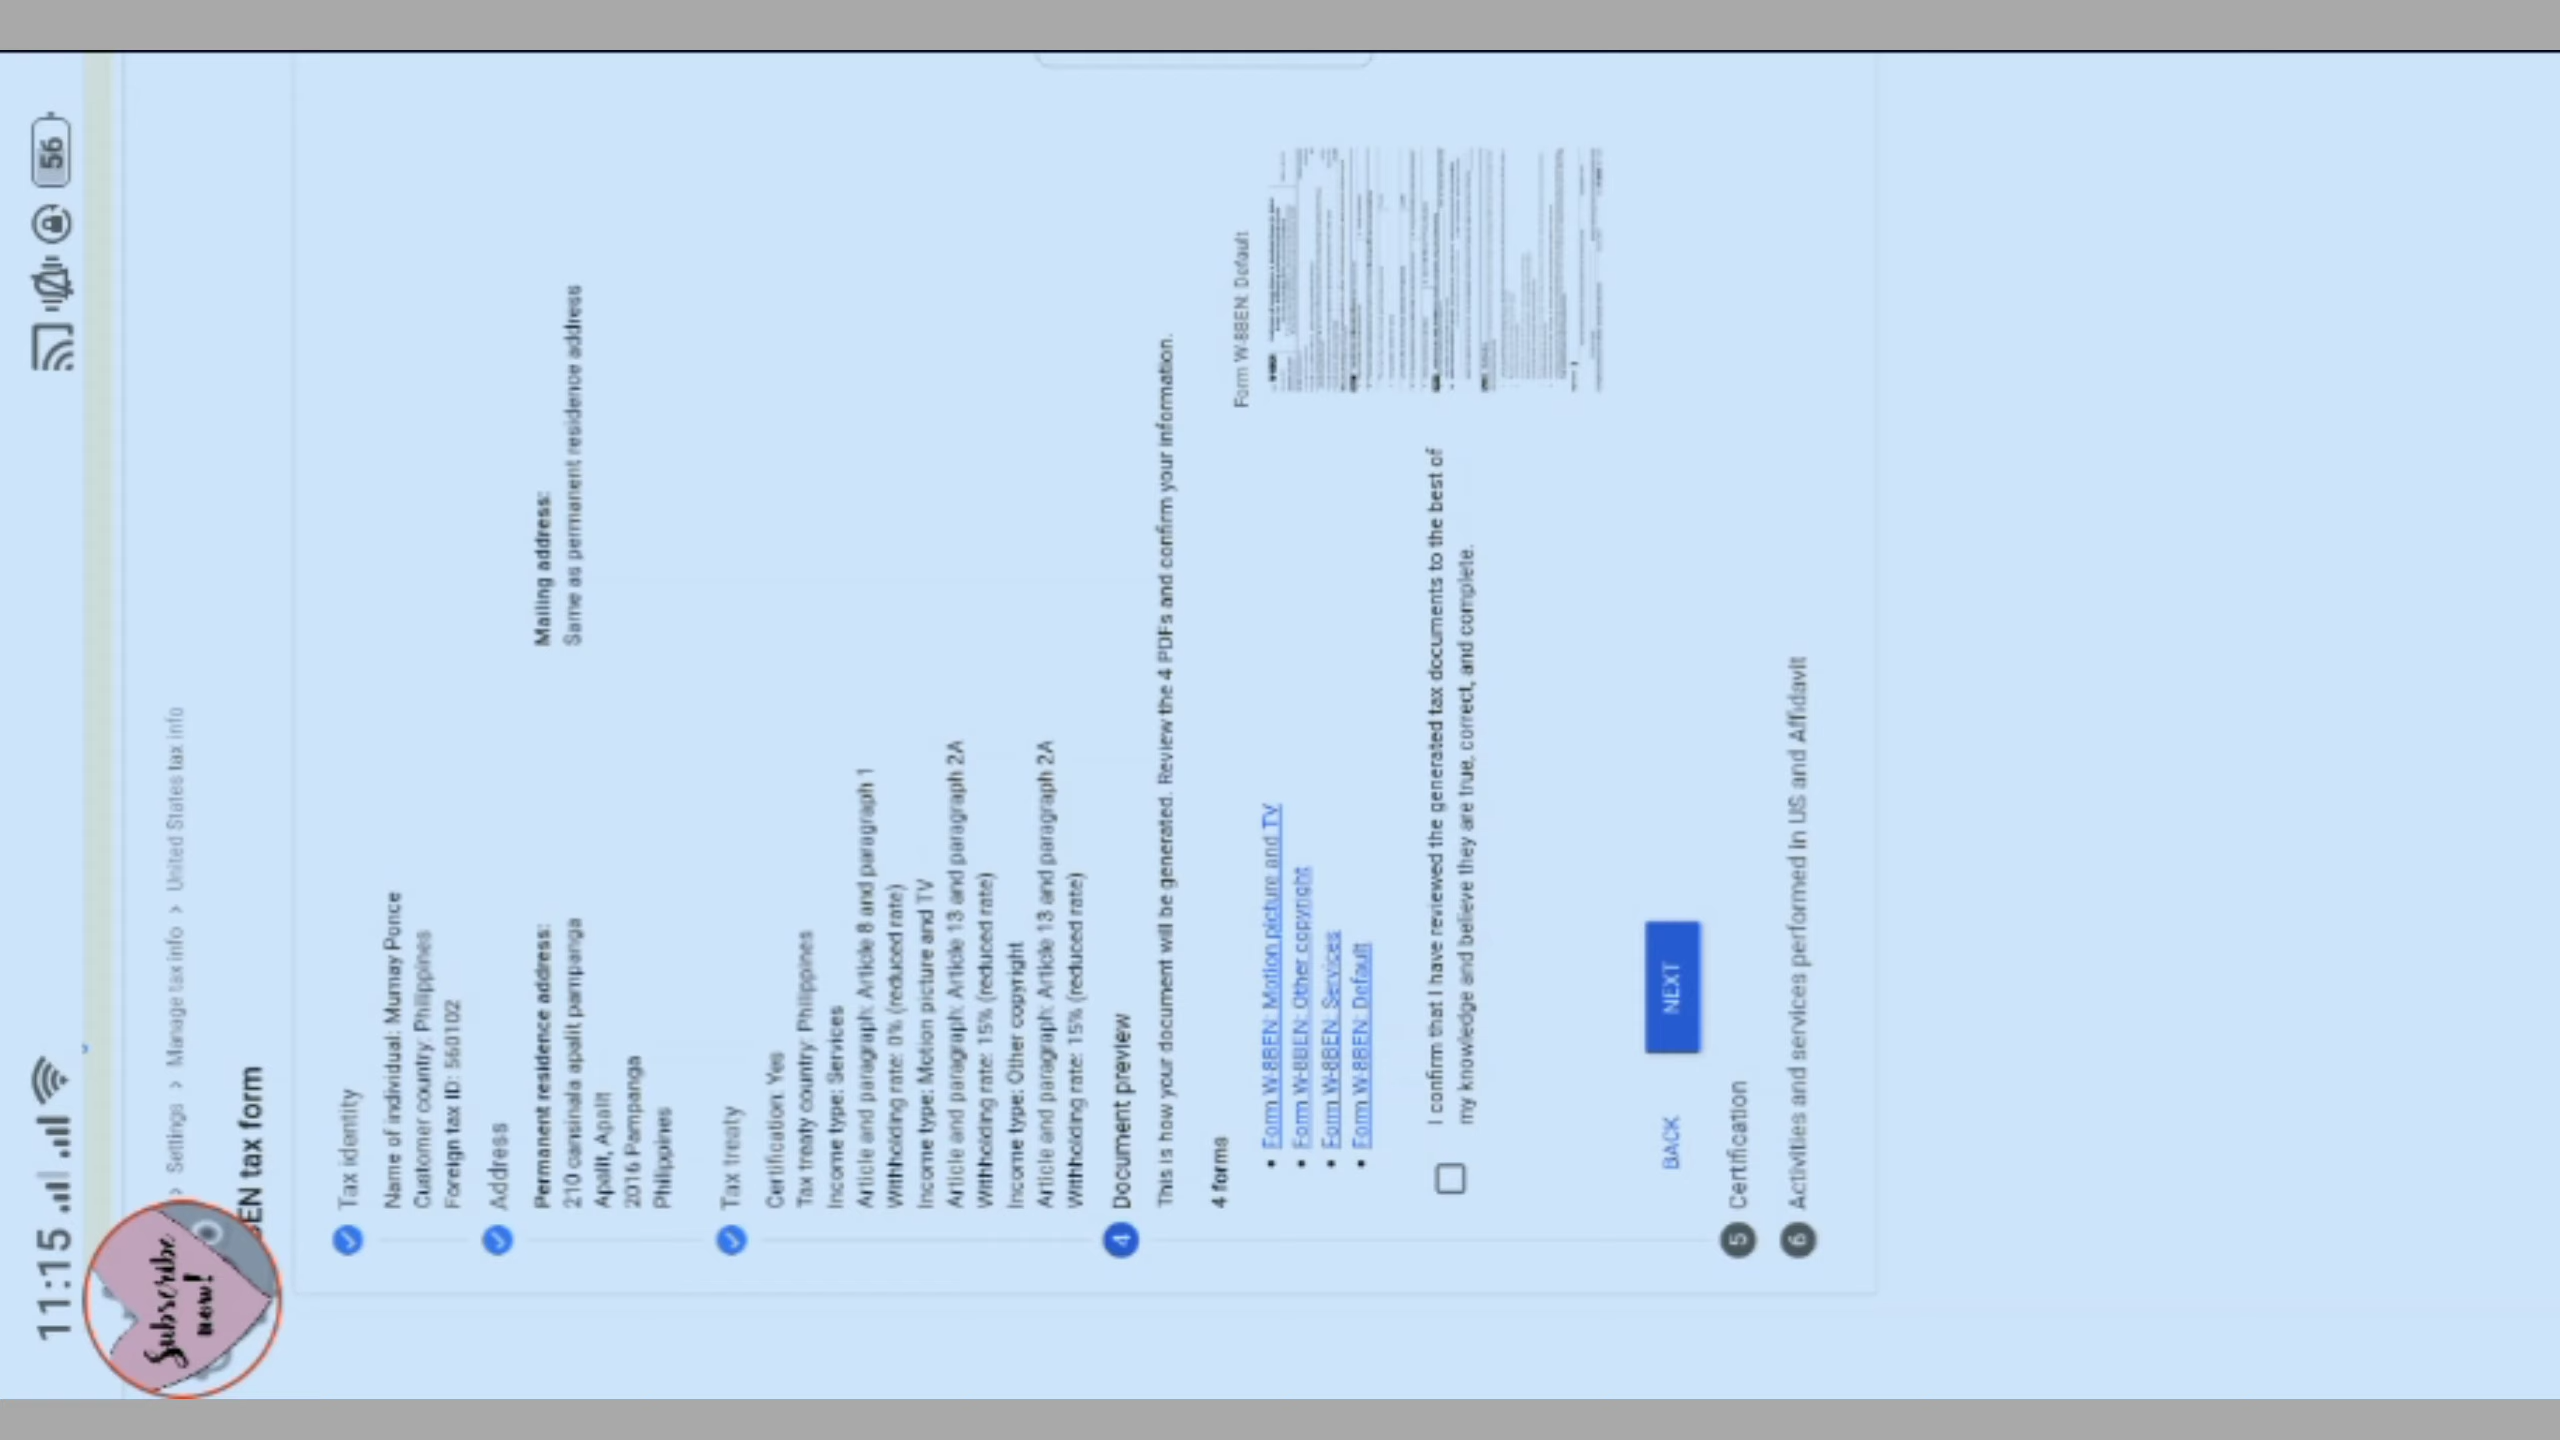 11:15
56
Subscribe now!
> Settings > Manage tax info > United States tax info
BEN tax form
Tax identity
Name of individual: Mumay Ponce
Customer country: Philippines
Foreign tax ID: 560102
Address
Permanent residence address:
210 cansinala apalit pampanga
Apalit, Apalit
2016 Pampanga
Philippines
Mailing address:
Same as permanent residence address
Tax treaty
Certification: Yes
Tax treaty country: Philippines
Income type: Services
Article and paragraph: Article 8 and paragraph 1
Withholding rate: 0% (reduced rate)
Income type: Motion picture and TV
Article and paragraph: Article 13 and paragraph 2A
Withholding rate: 15% (reduced rate)
Income type: Other copyright
Article and paragraph: Article 13 and paragraph 2A
Withholding rate: 15% (reduced rate)
4 Document preview
This is how your document will be generated. Review the 4 PDFs and confirm your information.
4 forms
• Form W-8BEN: Motion picture and TV
• Form W-8BEN: Other copyright
• Form W-8BEN: Services
• Form W-8BEN: Default
Form W-8BEN: Default
I confirm that I have reviewed the generated tax documents to the best of
my knowledge and believe they are true, correct, and complete.
BACK
NEXT
5 Certification
6 Activities and services performed in US and Affidavit